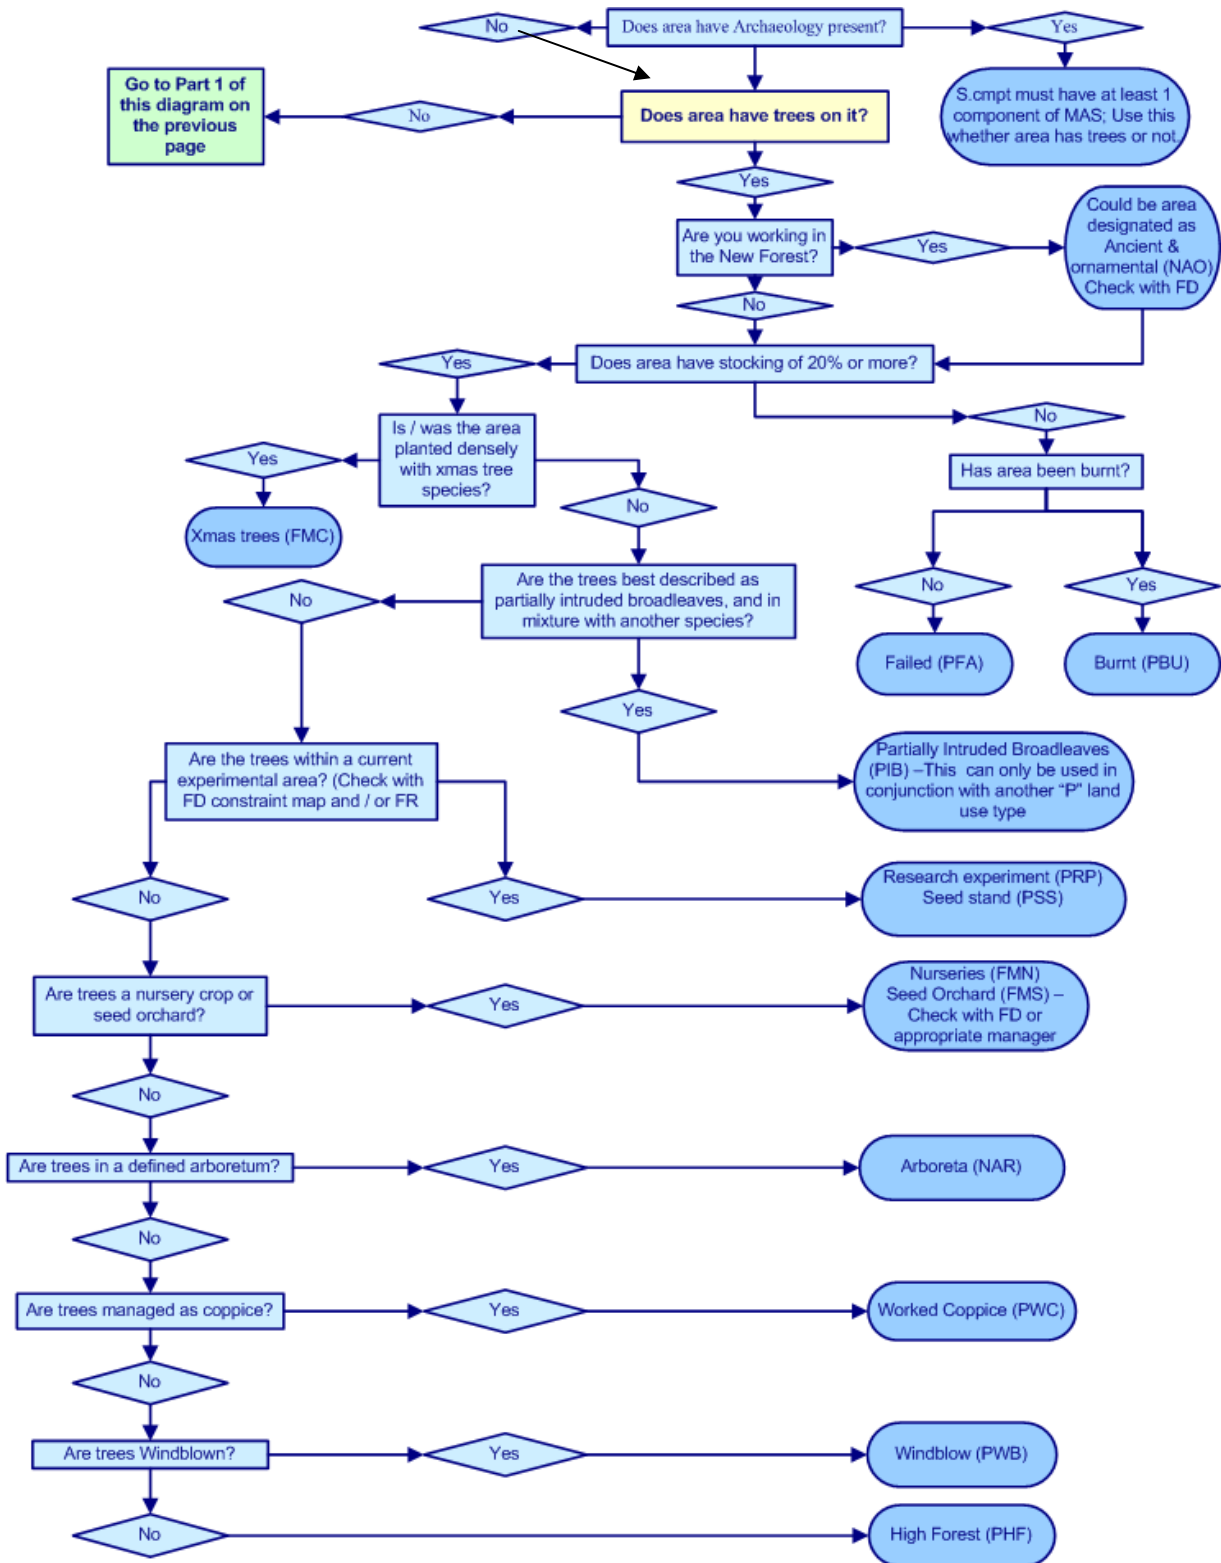 No
Does area have Archaeology present?
Yes
Go to Part 1 of
this diagram on
the previous
page
No
Does area have trees on it?
S.cmpt must have at least 1
component of MAS; Use this
whether area has trees or not.
Yes
Are you working in
the New Forest?
Yes
Could be area
designated as
Ancient &
ornamental (NAO)
Check with FD
No
Yes
Does area have stocking of 20% or more?
No
Is / was the area
planted densely
with xmas tree
species?
Yes
Has area been burnt?
No
Xmas trees (FMC)
No
Are the trees best described as
partially intruded broadleaves, and in
mixture with another species?
No
Yes
Failed (PFA)
Burnt (PBU)
Yes
Are the trees within a current
experimental area? (Check with
FD constraint map and / or FR
Partially Intruded Broadleaves
(PIB) –This can only be used in
conjunction with another “P” land
use type
No
Yes
Research experiment (PRP)
Seed stand (PSS)
Are trees a nursery crop or
seed orchard?
Yes
Nurseries (FMN)
Seed Orchard (FMS) –
Check with FD or
appropriate manager
No
Are trees in a defined arboretum?
Yes
Arboreta (NAR)
No
Are trees managed as coppice?
Yes
Worked Coppice (PWC)
No
Are trees Windblown?
Yes
Windblow (PWB)
No
High Forest (PHF)